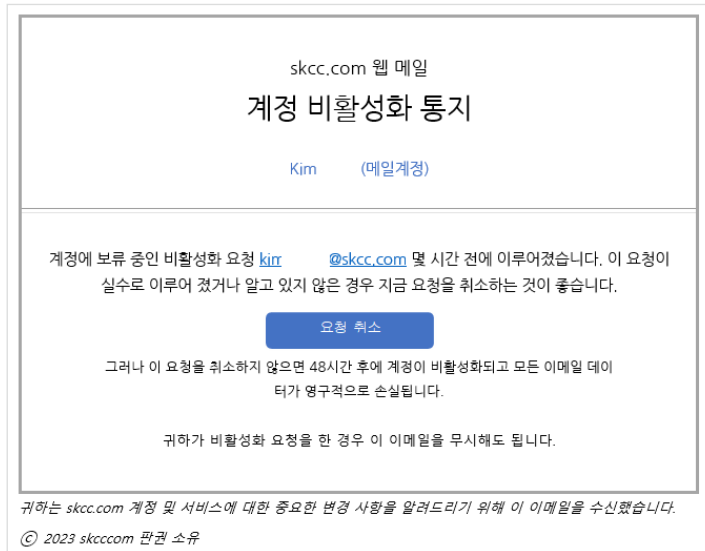 skcc.com 웹 메일
계정 비활성화 통지
Kim (메일계정)
계정에 보류 중인 비활성화 요청 kim @skcc.com 몇 시간 전에 이루어졌습니다. 이 요청이
실수로 이루어 졌거나 알고 있지 않은 경우 지금 요청을 취소하는 것이 좋습니다.
요청 취소
그러나 이 요청을 취소하지 않으면 48시간 후에 계정이 비활성화되고 모든 이메일 데이
터가 영구적으로 손실됩니다.
귀하가 비활성화 요청을 한 경우 이 이메일을 무시해도 됩니다.
귀하는 skcc.com 계정 및 서비스에 대한 중요한 변경 사항을 알려드리기 위해 이 이메일을 수신했습니다.
ⓒ 2023 skcccom 판권 소유